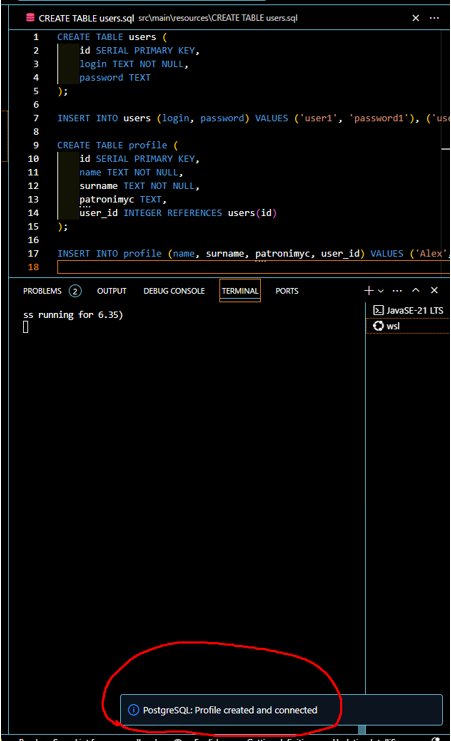 CREATE TABLE users.sql src\main\resources\CREATE TABLE users.sql
1 CREATE TABLE users (
2 id SERIAL PRIMARY KEY,
3 login TEXT NOT NULL,
4 password TEXT
5 );
6
7 INSERT INTO users (login, password) VALUES ('user1', 'password1'), ('use
8
9 CREATE TABLE profile (
10 id SERIAL PRIMARY KEY,
11 name TEXT NOT NULL,
12 surname TEXT NOT NULL,
13 patronimyc TEXT,
14 user_id INTEGER REFERENCES users(id)
15 );
16
17 INSERT INTO profile (name, surname, patronimyc, user_id) VALUES ('Alex',
18
PROBLEMS 2 OUTPUT DEBUG CONSOLE TERMINAL PORTS
ss running for 6.35)
JavaSE-21 LTS
wsl
PostgreSQL: Profile created and connected